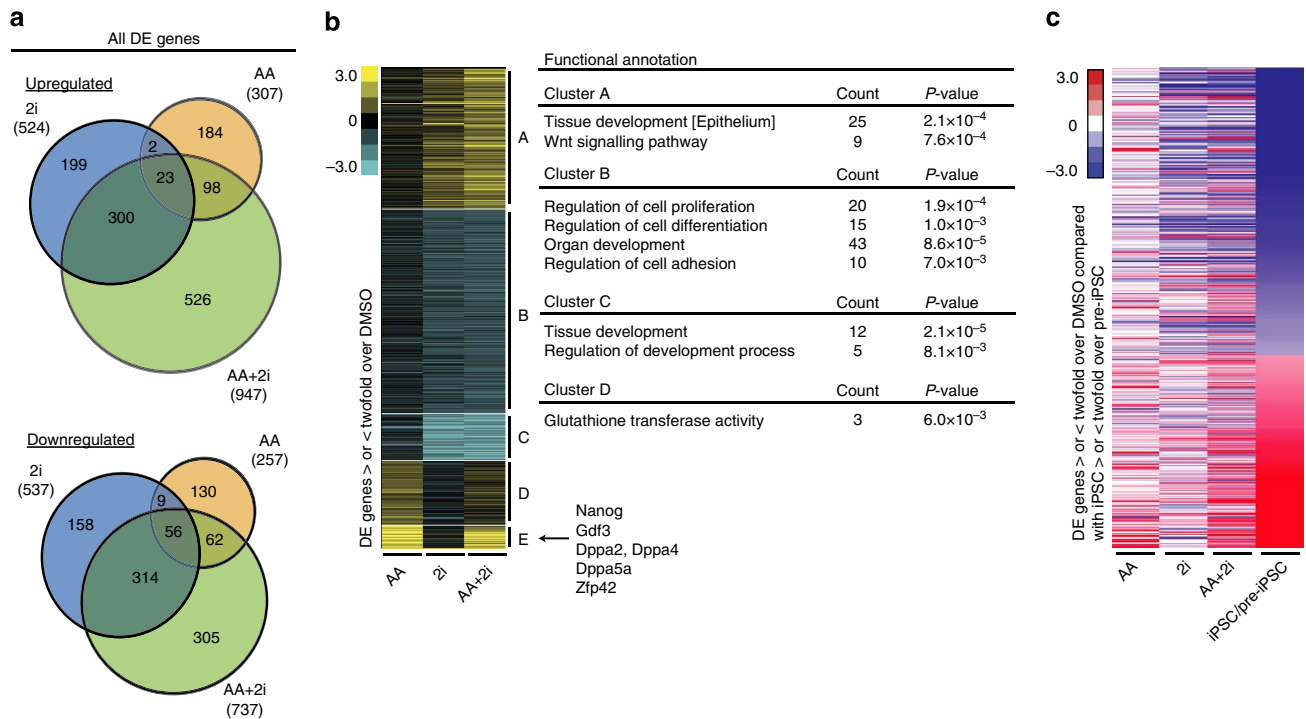 a
All DE genes
Upregulated
AA
(307)
2i
(524)
184
2
199
23
98
300
526
AA+2i
(947)
Downregulated
AA
(257)
2i
(537)
9
130
158
56
62
314
305
AA+2i
(737)
b
3.0
0
–3.0
DE genes > or < twofold over DMSO
A
B
C
D
E
AA
2i
AA+2i
Nanog
Gdf3
Dppa2, Dppa4
Dppa5a
Zfp42
Functional annotation
Cluster A Count P-value
Tissue development [Epithelium] 25 2.1×10⁻⁴
Wnt signalling pathway 9 7.6×10⁻⁴
Cluster B Count P-value
Regulation of cell proliferation 20 1.9×10⁻⁴
Regulation of cell differentiation 15 1.0×10⁻³
Organ development 43 8.6×10⁻⁵
Regulation of cell adhesion 10 7.0×10⁻³
Cluster C Count P-value
Tissue development 12 2.1×10⁻⁵
Regulation of development process 5 8.1×10⁻³
Cluster D Count P-value
Glutathione transferase activity 3 6.0×10⁻³
c
3.0
0
–3.0
DE genes > or < twofold over DMSO compared
with iPSC > or < twofold over pre-iPSC
AA
2i
AA+2i
iPSC/pre-iPSC